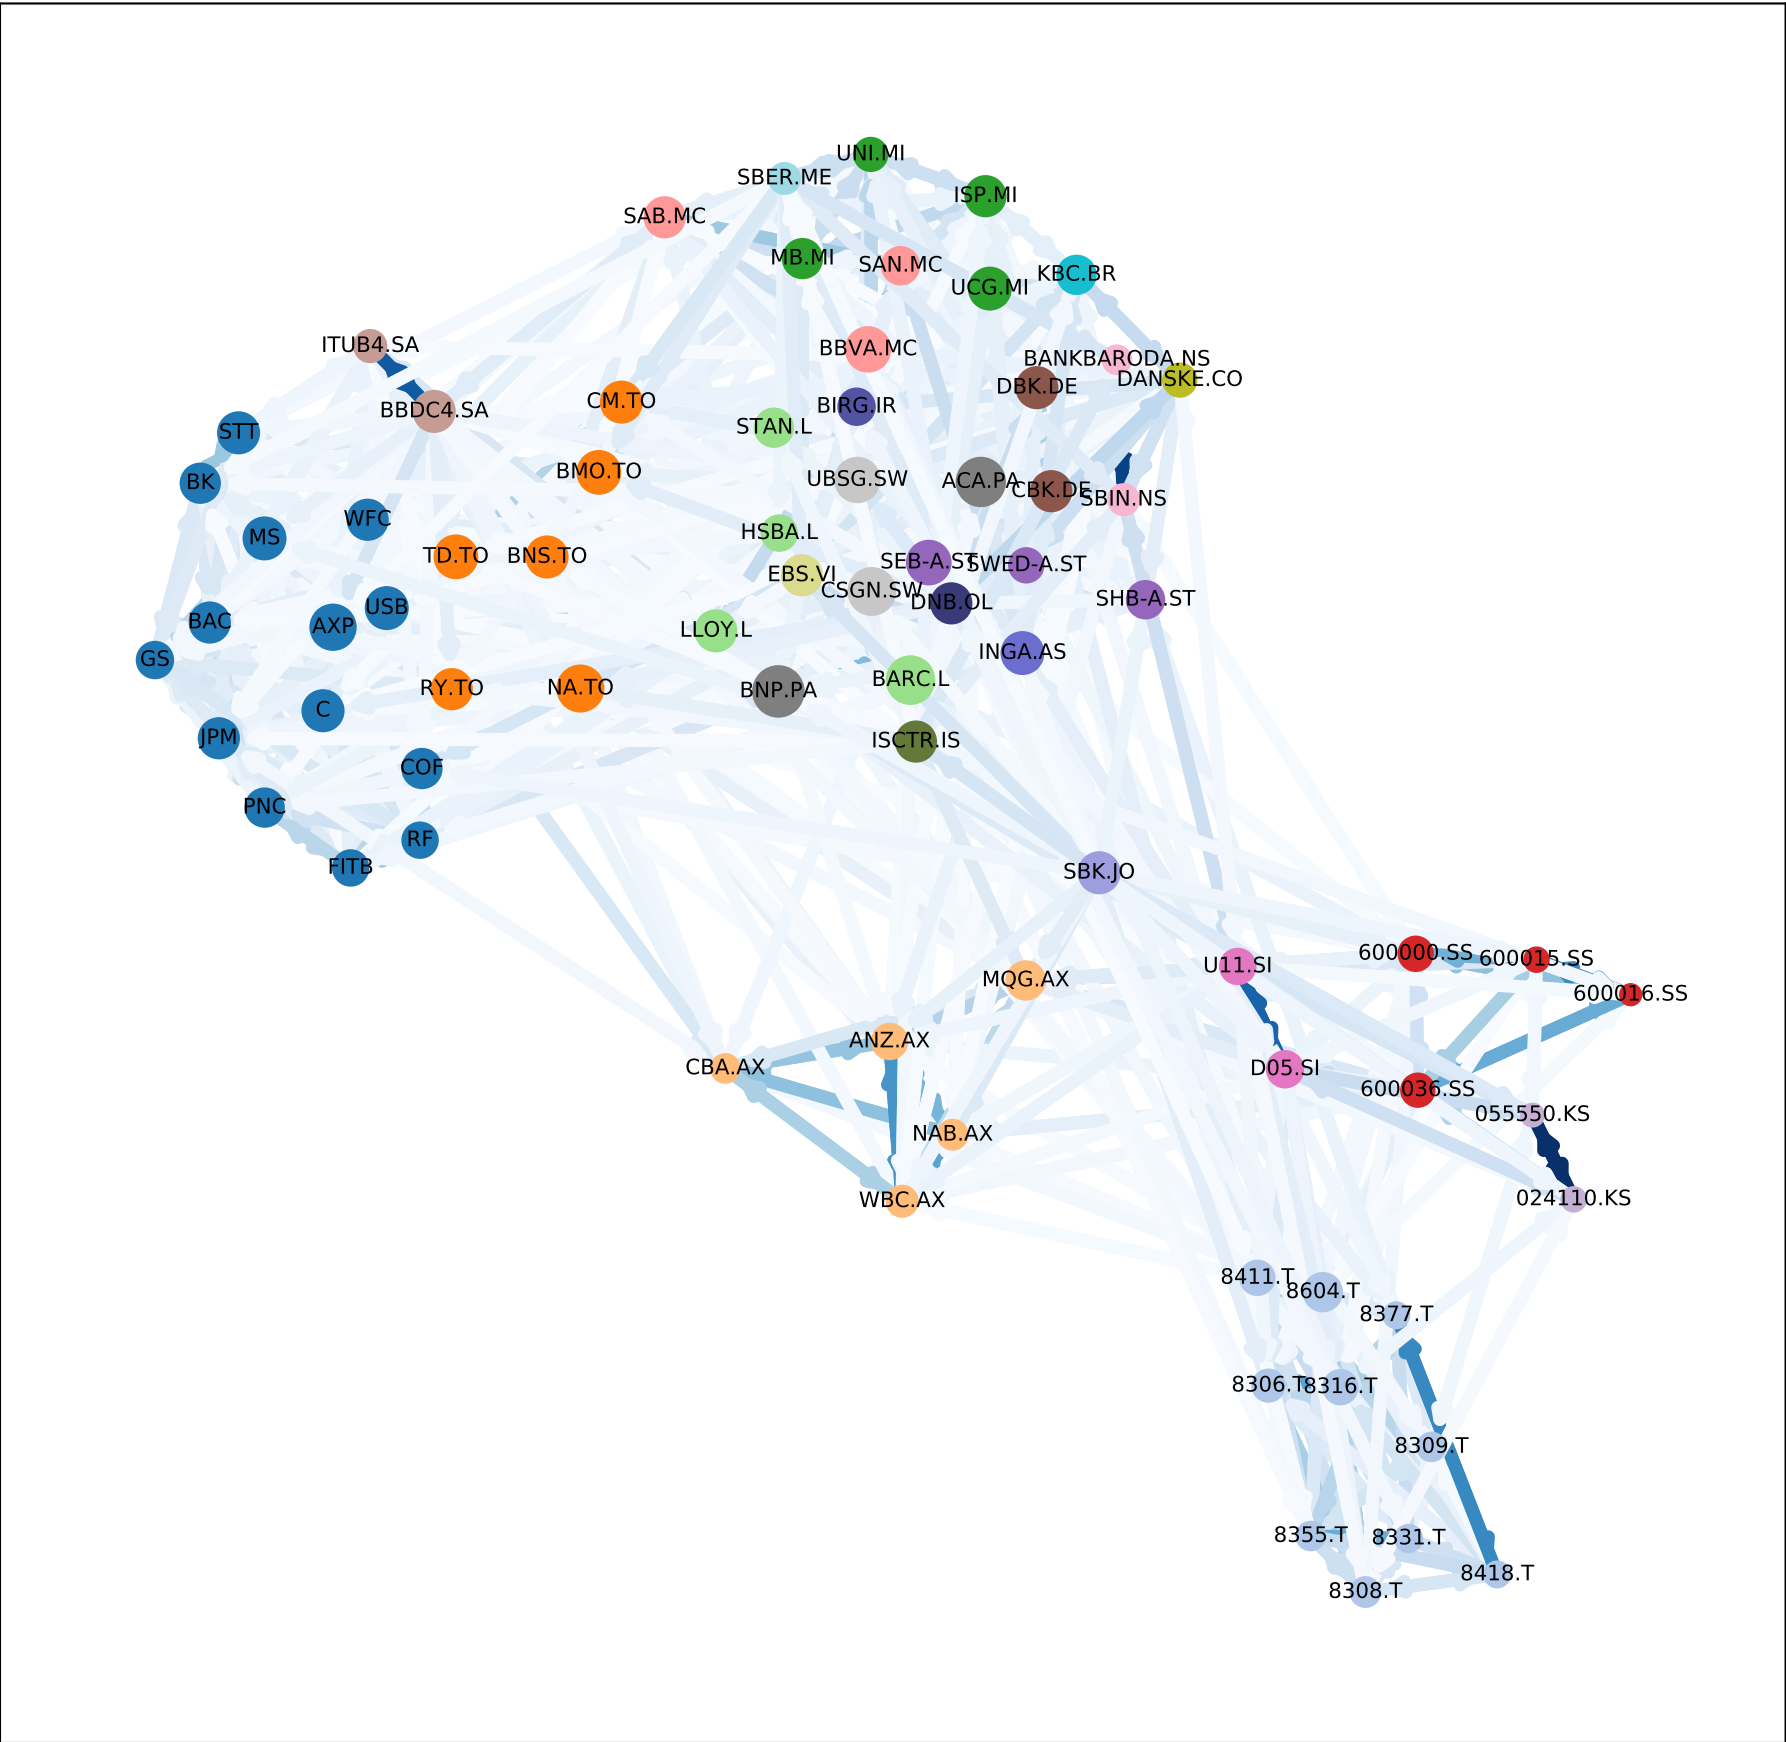 UNI.MI
SBER.ME
ISP.MI
SAB.MC
MB.MI
SAN.MC
KBC.BR
UCG.MI
ITUB4.SA
BBVA.MC
BANKBARODA.NS
DANSKE.CO
DBK.DE
CM.TO
BIRG.IR
BBDC4.SA
STAN.L
STT
BMO.TO
UBSG.SW
ACA.PA
BK
CBK.DE
SBIN.NS
WFC
HSBA.L
MS
TD.TO
BNS.TO
SEB-A.ST
SWED-A.ST
EBS.VI
CSGN.SW
SHB-A.ST
DNB.OL
USB
BAC
AXP
LLOY.L
INGA.AS
GS
BARC.L
RY.TO
NA.TO
BNP.PA
C
JPM
ISCTR.IS
COF
PNC
RF
FITB
SBK.JO
600000.SS
600015.SS
U11.SI
MQG.AX
600016.SS
ANZ.AX
CBA.AX
D05.SI
600036.SS
055550.KS
NAB.AX
024110.KS
WBC.AX
8411.T
8604.T
8377.T
8306.T
8316.T
8309.T
8355.T
8331.T
8418.T
8308.T